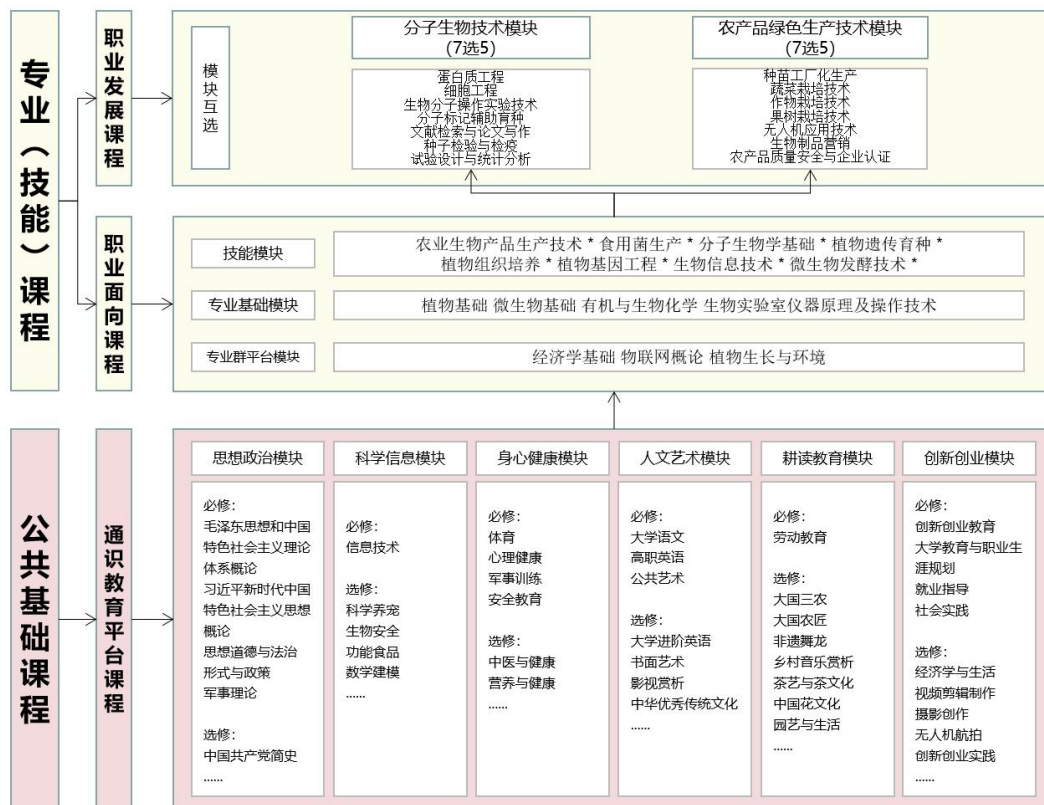 专业（技能）课程
职业发展课程
模块互选
分子生物技术模块
(7选5)
蛋白质工程
细胞工程
生物分子操作实验技术
分子标记辅助育种
文献检索与论文写作
种子检验与检疫
试验设计与统计分析
农产品绿色生产技术模块
(7选5)
种苗工厂化生产
蔬菜栽培技术
作物栽培技术
果树栽培技术
无人机应用技术
生物制品营销
农产品质量安全与企业认证
职业面向课程
技能模块
农业生物产品生产技术 * 食用菌生产 * 分子生物学基础 * 植物遗传育种 *
植物组织培养 * 植物基因工程 * 生物信息技术 * 微生物发酵技术 *
专业基础模块
植物基础 微生物基础 有机与生物化学 生物实验室仪器原理及操作技术
专业群平台模块
经济学基础 物联网概论 植物生长与环境
公共基础课程
通识教育平台课程
思想政治模块
必修：
毛泽东思想和中国
特色社会主义理论
体系概论
习近平新时代中国
特色社会主义思想
概论
思想道德与法治
形式与政策
军事理论
选修：
中国共产党简史
......
科学信息模块
必修：
信息技术
选修：
科学养宠
生物安全
功能食品
数学建模
......
身心健康模块
必修：
体育
心理健康
军事训练
安全教育
选修：
中医与健康
营养与健康
......
人文艺术模块
必修：
大学语文
高职英语
公共艺术
选修：
大学进阶英语
书面艺术
影视赏析
中华优秀传统文化
......
耕读教育模块
必修：
劳动教育
选修：
大国三农
大国农匠
非遗舞龙
乡村音乐赏析
茶艺与茶文化
中国花文化
园艺与生活
......
创新创业模块
必修：
创新创业教育
大学教育与职业生
涯规划
就业指导
社会实践
选修：
经济学与生活
视频剪辑制作
摄影创作
无人机航拍
创新创业实践
......